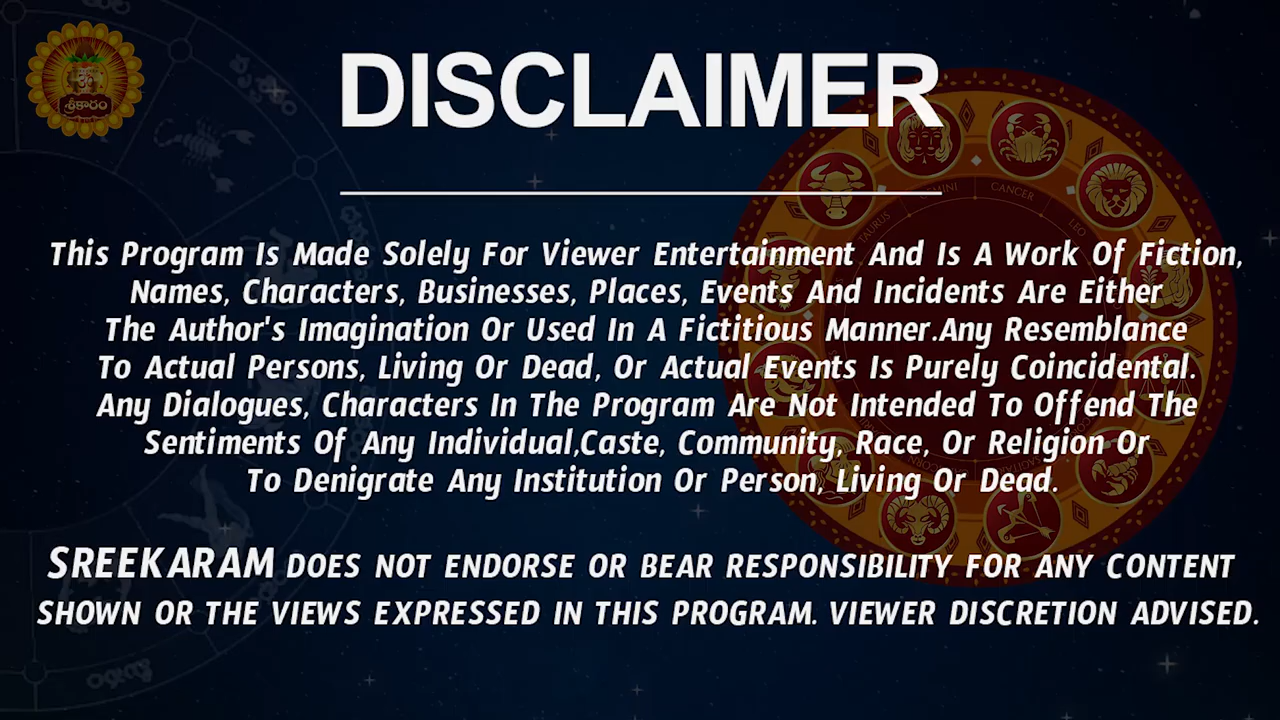 శ్రీకారం
DISCLAIMER
GEMINI
CANCER
TAURUS
LEO
This Program Is Made Solely For Viewer Entertainment And Is A Work Of Fiction,
Names, Characters, Businesses, Places, Events And Incidents Are Either
The Author's Imagination Or Used In A Fictitious Manner.Any Resemblance
To Actual Persons, Living Or Dead, Or Actual Events Is Purely Coincidental.
Any Dialogues, Characters In The Program Are Not Intended To Offend The
Sentiments Of Any Individual,Caste, Community, Race, Or Religion Or
To Denigrate Any Institution Or Person, Living Or Dead.
SREEKARAM DOES NOT ENDORSE OR BEAR RESPONSIBILITY FOR ANY CONTENT
SHOWN OR THE VIEWS EXPRESSED IN THIS PROGRAM. VIEWER DISCRETION ADVISED.